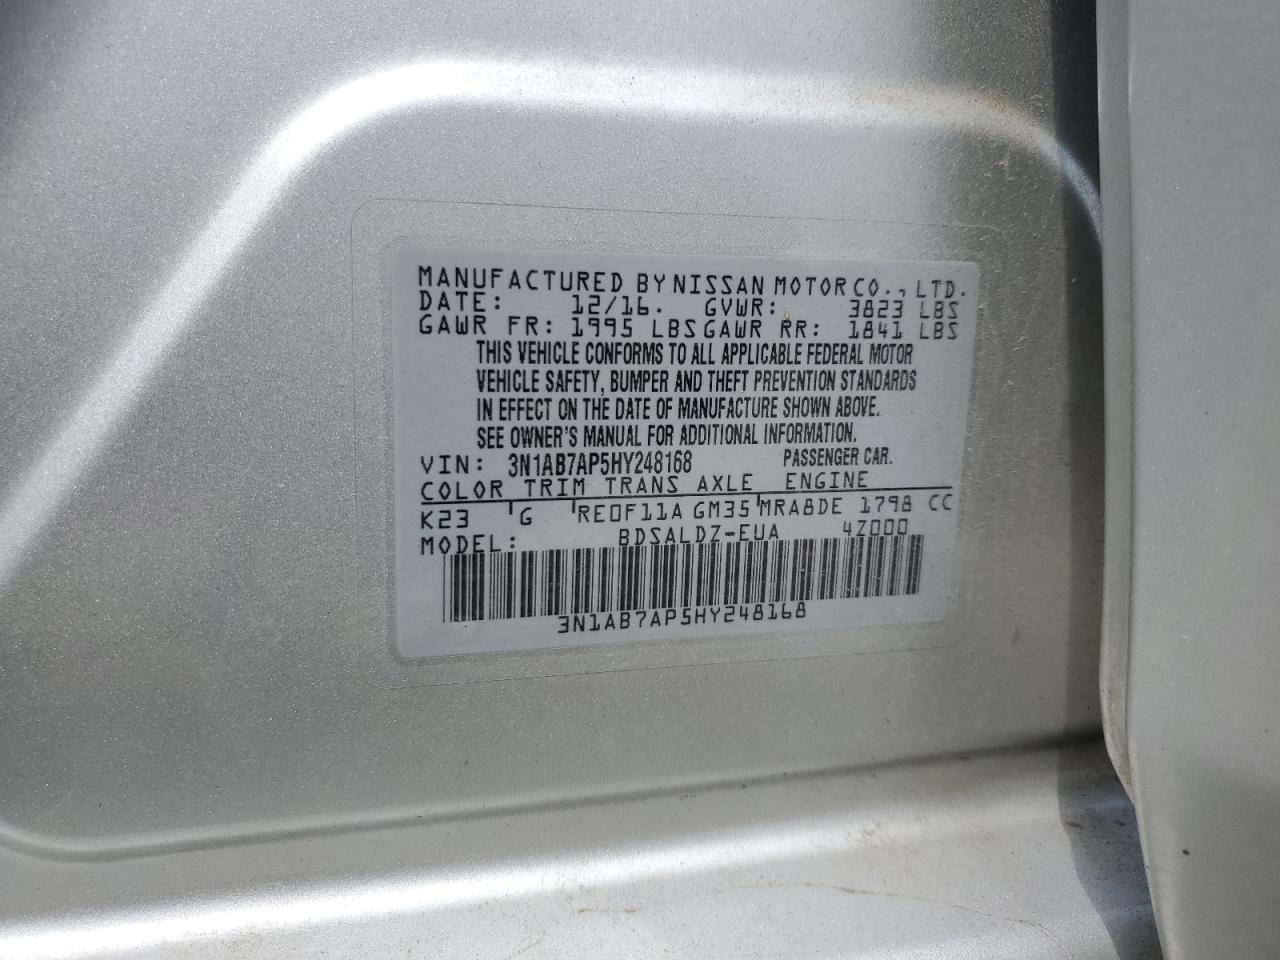 MANUFACTURED BY NISSAN MOTOR CO., LTD.
DATE: 12/16. GVWR: 3823 LBS
GAWR FR: 1995 LBS GAWR RR: 1841 LBS
THIS VEHICLE CONFORMS TO ALL APPLICABLE FEDERAL MOTOR
VEHICLE SAFETY, BUMPER AND THEFT PREVENTION STANDARDS
IN EFFECT ON THE DATE OF MANUFACTURE SHOWN ABOVE.
SEE OWNER'S MANUAL FOR ADDITIONAL INFORMATION.
VIN: 3N1AB7AP5HY248168 PASSENGER CAR.
COLOR TRIM TRANS AXLE ENGINE
K23 'G 'RE0F11A GM35'MRA8DE 1798 CC
MODEL: BDSALDZ-EUA 4Z000
3N1AB7AP5HY248168